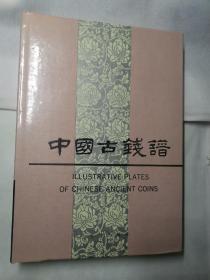 中國古錢譜
ILLUSTRATIVE PLATES
OF CHINESE ANCIENT COINS